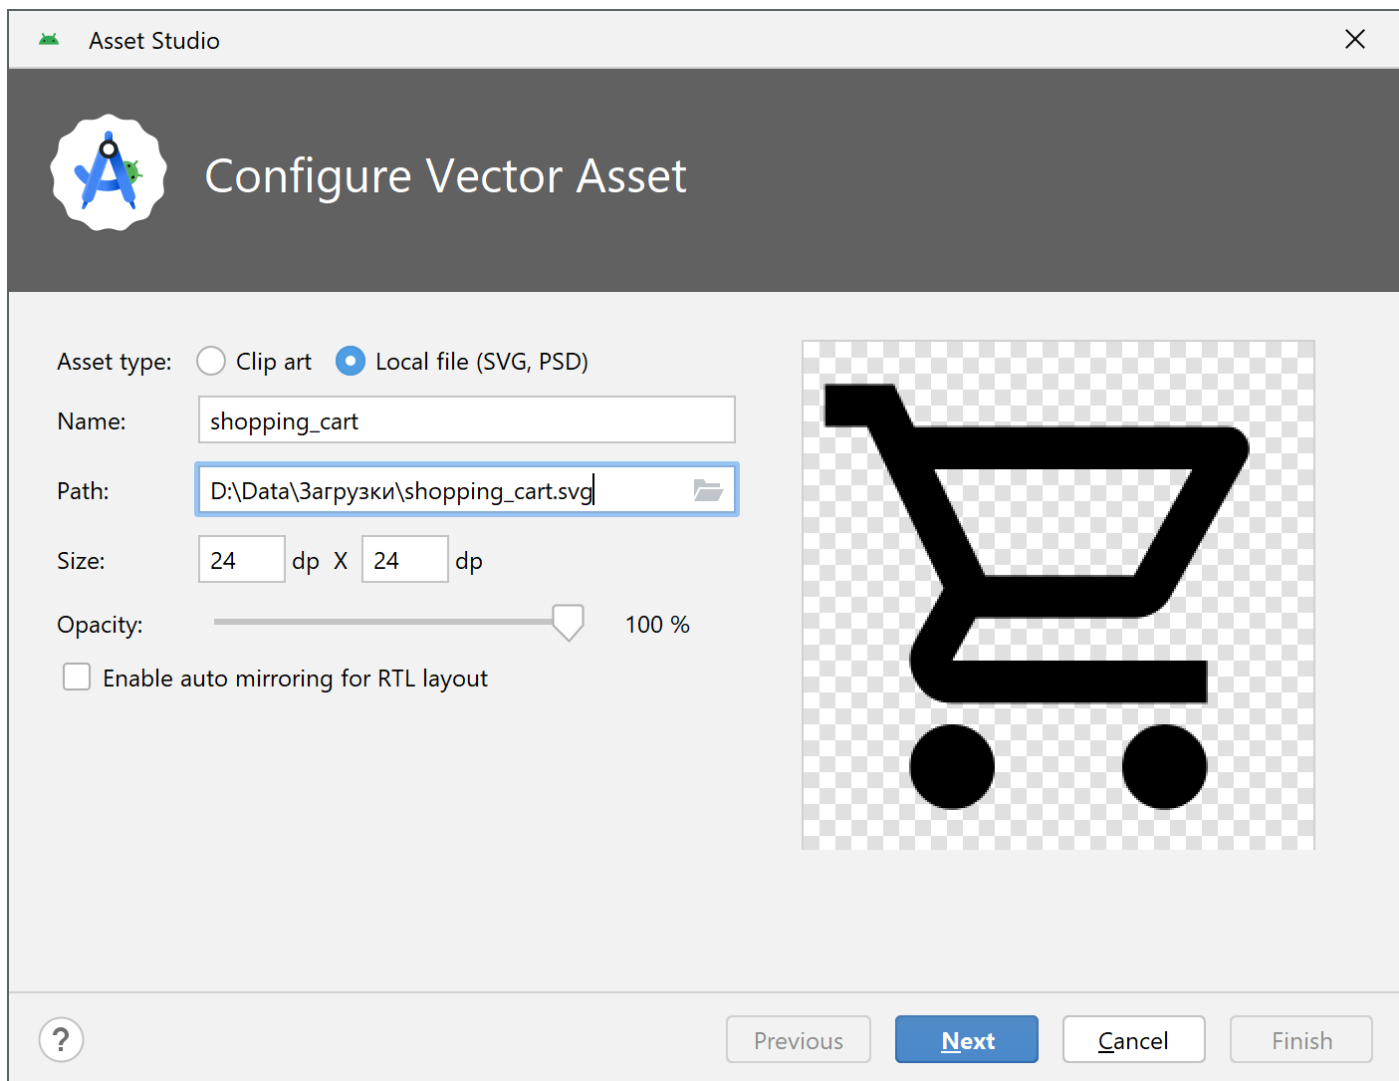 Asset Studio
Configure Vector Asset
Asset type: Clip art Local file (SVG, PSD)
Name: shopping_cart
Path: D:\Data\Загрузки\shopping_cart.svg
Size: 24 dp X 24 dp
Opacity: 100 %
Enable auto mirroring for RTL layout
? Previous Next Cancel Finish